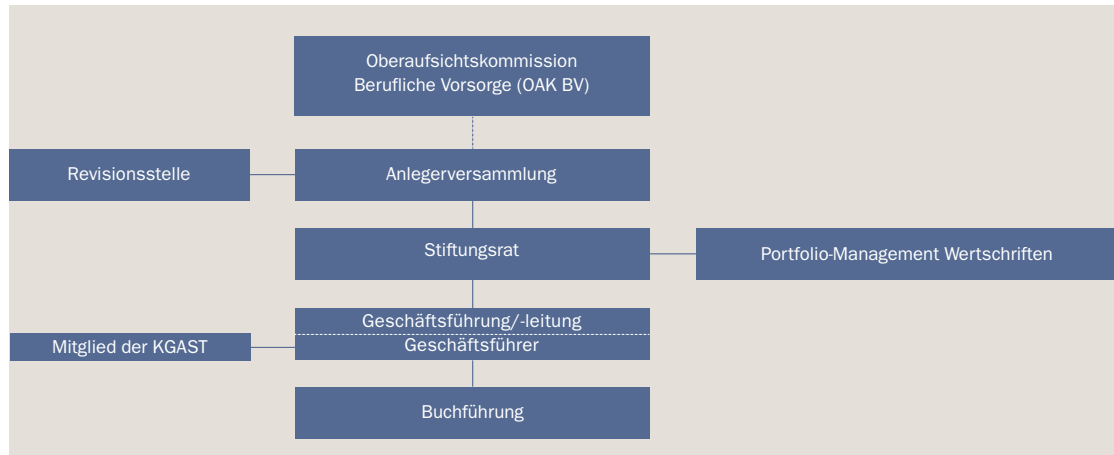 Oberaufsichtskommission
Berufliche Vorsorge (OAK BV)
Revisionsstelle
Anlegerversammlung
Stiftungsrat
Portfolio-Management Wertschriften
Geschäftsführung/-leitung
Mitglied der KGAST
Geschäftsführer
Buchführung